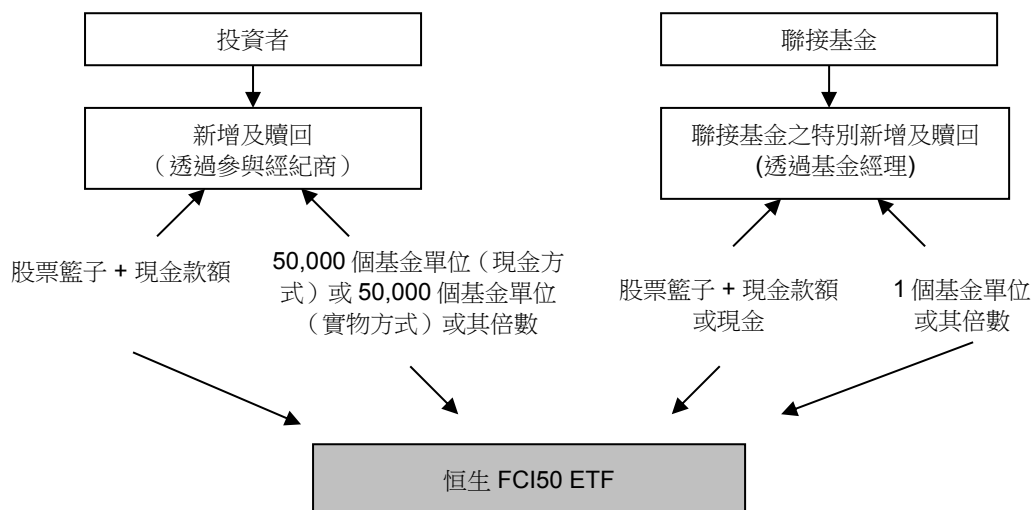 投資者
聯接基金
新增及贖回
（透過參與經紀商）
聯接基金之特別新增及贖回
(透過基金經理)
股票籃子 + 現金款額
50,000 個基金單位（現金方
式）或 50,000 個基金單位
（實物方式）或其倍數
股票籃子 + 現金款額
或現金
1 個基金單位
或其倍數
恒生 FCI50 ETF